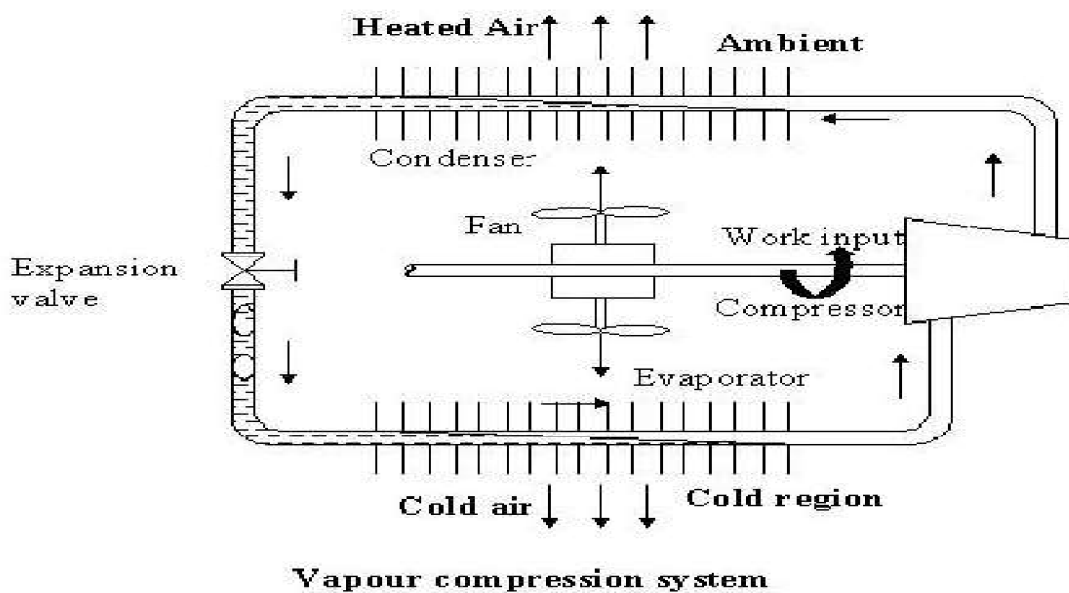 Heated Air
Ambient
Condenser
Fan
Work input
Expansion
valve
Compressor
Evaporator
Cold air
Cold region
Vapour compression system